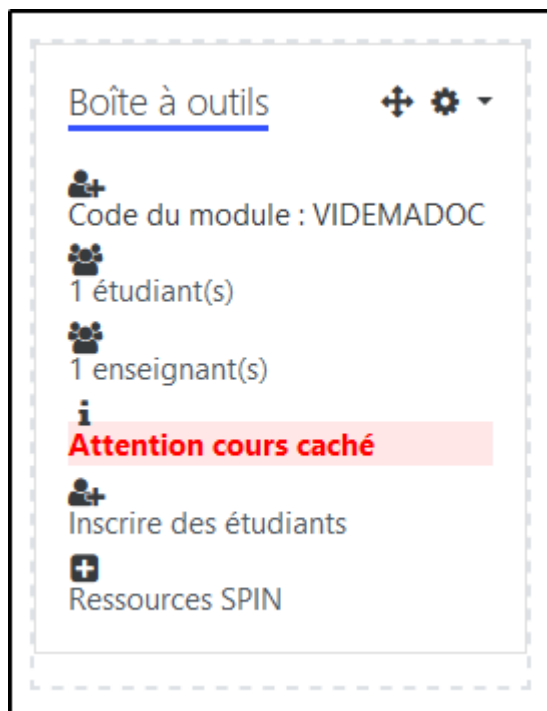 Boîte à outils
Code du module : VIDEMADOC
1 étudiant(s)
1 enseignant(s)
Attention cours caché
Inscrire des étudiants
Ressources SPIN